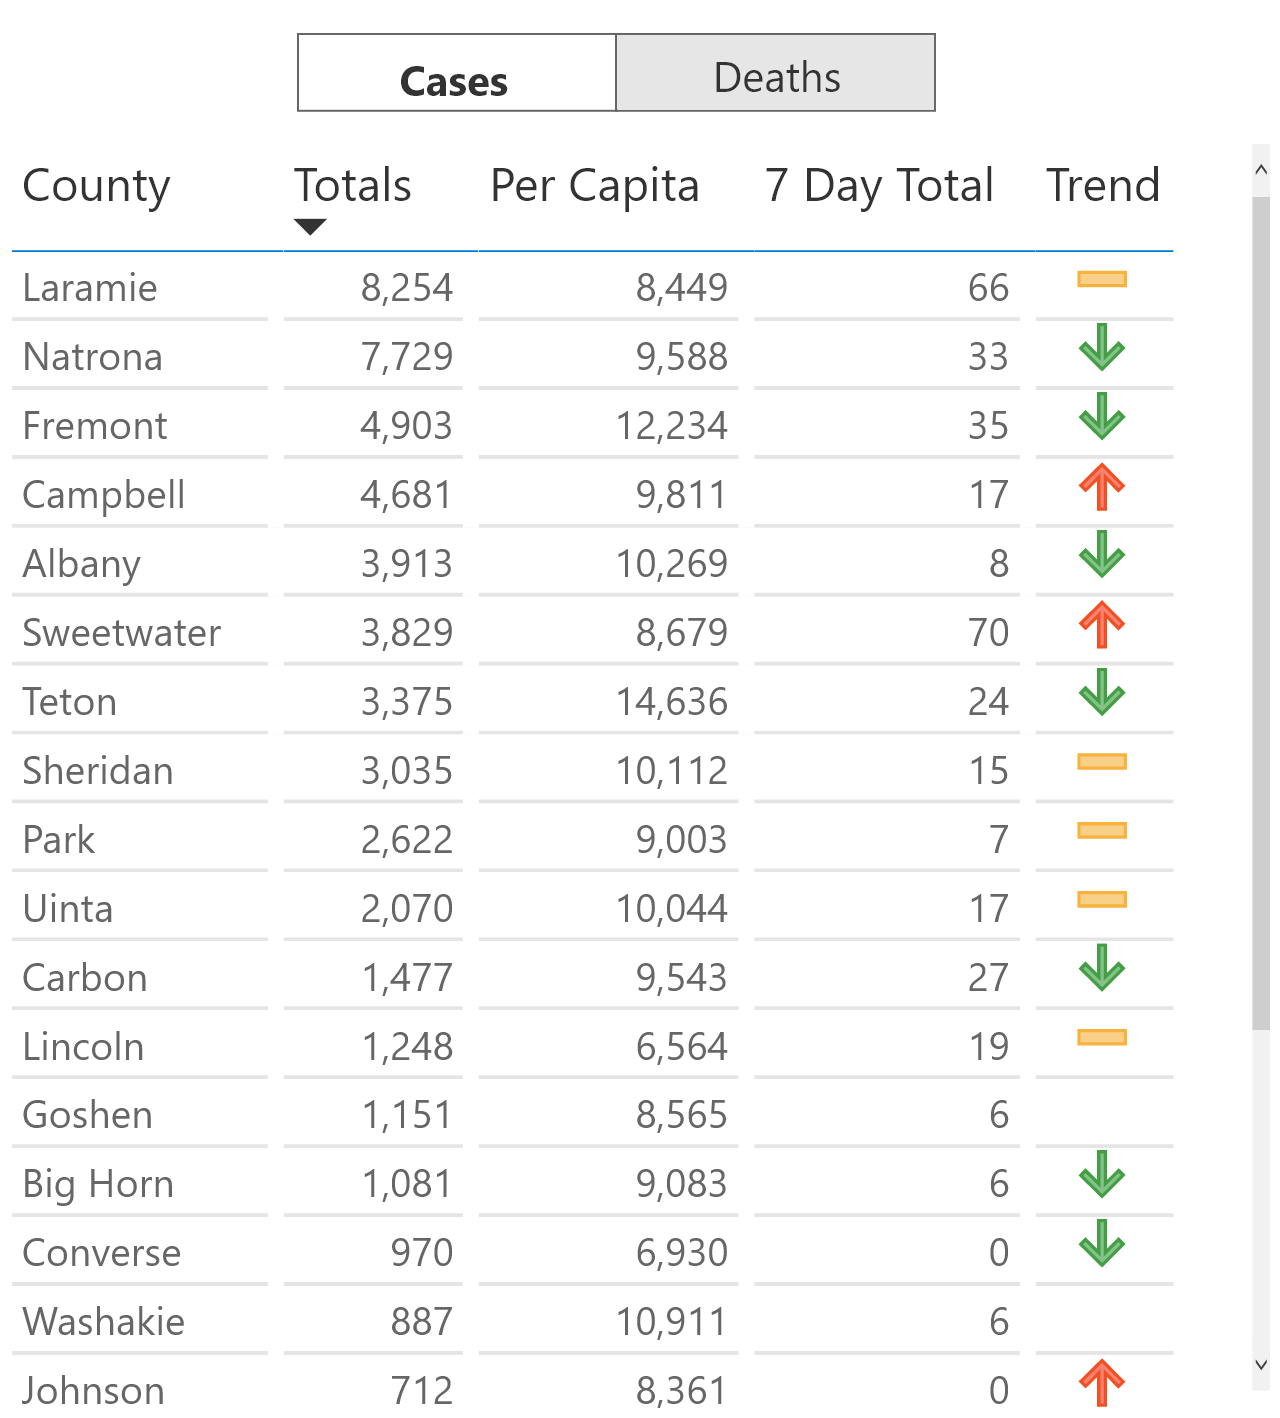 Cases Deaths
County Totals Per Capita 7 Day Total Trend
Laramie 8,254 8,449 66
Natrona 7,729 9,588 33
Fremont 4,903 12,234 35
Campbell 4,681 9,811 17
Albany 3,913 10,269 8
Sweetwater 3,829 8,679 70
Teton 3,375 14,636 24
Sheridan 3,035 10,112 15
Park 2,622 9,003 7
Uinta 2,070 10,044 17
Carbon 1,477 9,543 27
Lincoln 1,248 6,564 19
Goshen 1,151 8,565 6
Big Horn 1,081 9,083 6
Converse 970 6,930 0
Washakie 887 10,911 6
Johnson 712 8,361 0